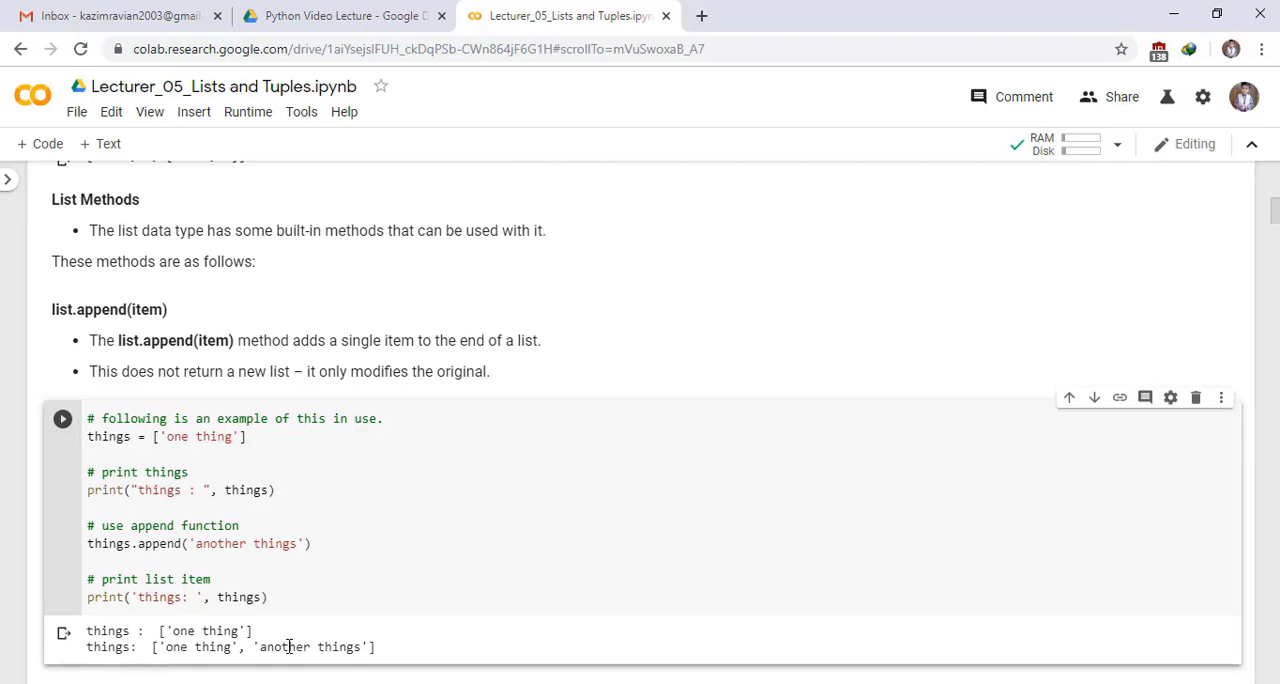 Inbox - kazimravian2003@gmail.
Python Video Lecture - Google D
Lecturer_05_Lists and Tuples.ipyn
colab.research.google.com/drive/1aiYsejslFUH_ckDqPSb-CWn864jF6G1H#scrollTo=mVuSwoxaB_A7
138
CO
Lecturer_05_Lists and Tuples.ipynb
Comment
Share
File Edit View Insert Runtime Tools Help
+ Code + Text
RAM
Disk
Editing
List Methods
• The list data type has some built-in methods that can be used with it.
These methods are as follows:
list.append(item)
• The list.append(item) method adds a single item to the end of a list.
• This does not return a new list – it only modifies the original.
# following is an example of this in use.
things = ['one thing']
# print things
print("things : ", things)
# use append function
things.append('another things')
# print list item
print('things: ', things)
things :  ['one thing']
things:  ['one thing', 'another things']